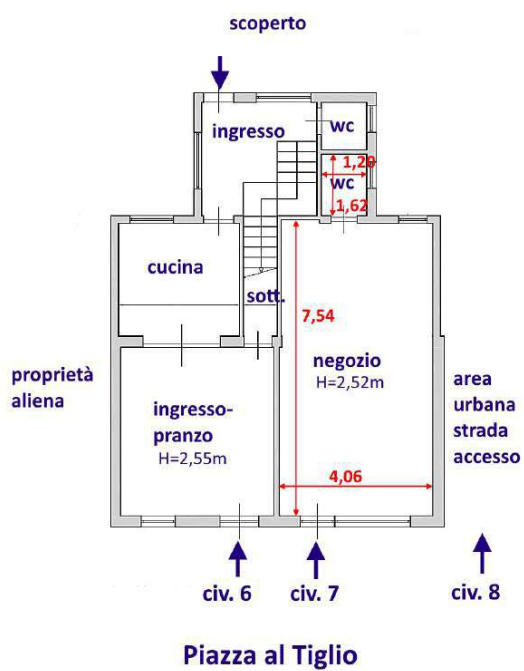 scoperto
ingresso
wc
1,20
wc
1,62
cucina
sott.
7,54
negozio
H=2,52m
proprietà
aliena
area
urbana
strada
accesso
ingresso-
pranzo
H=2,55m
4,06
civ. 6
civ. 7
civ. 8
Piazza al Tiglio